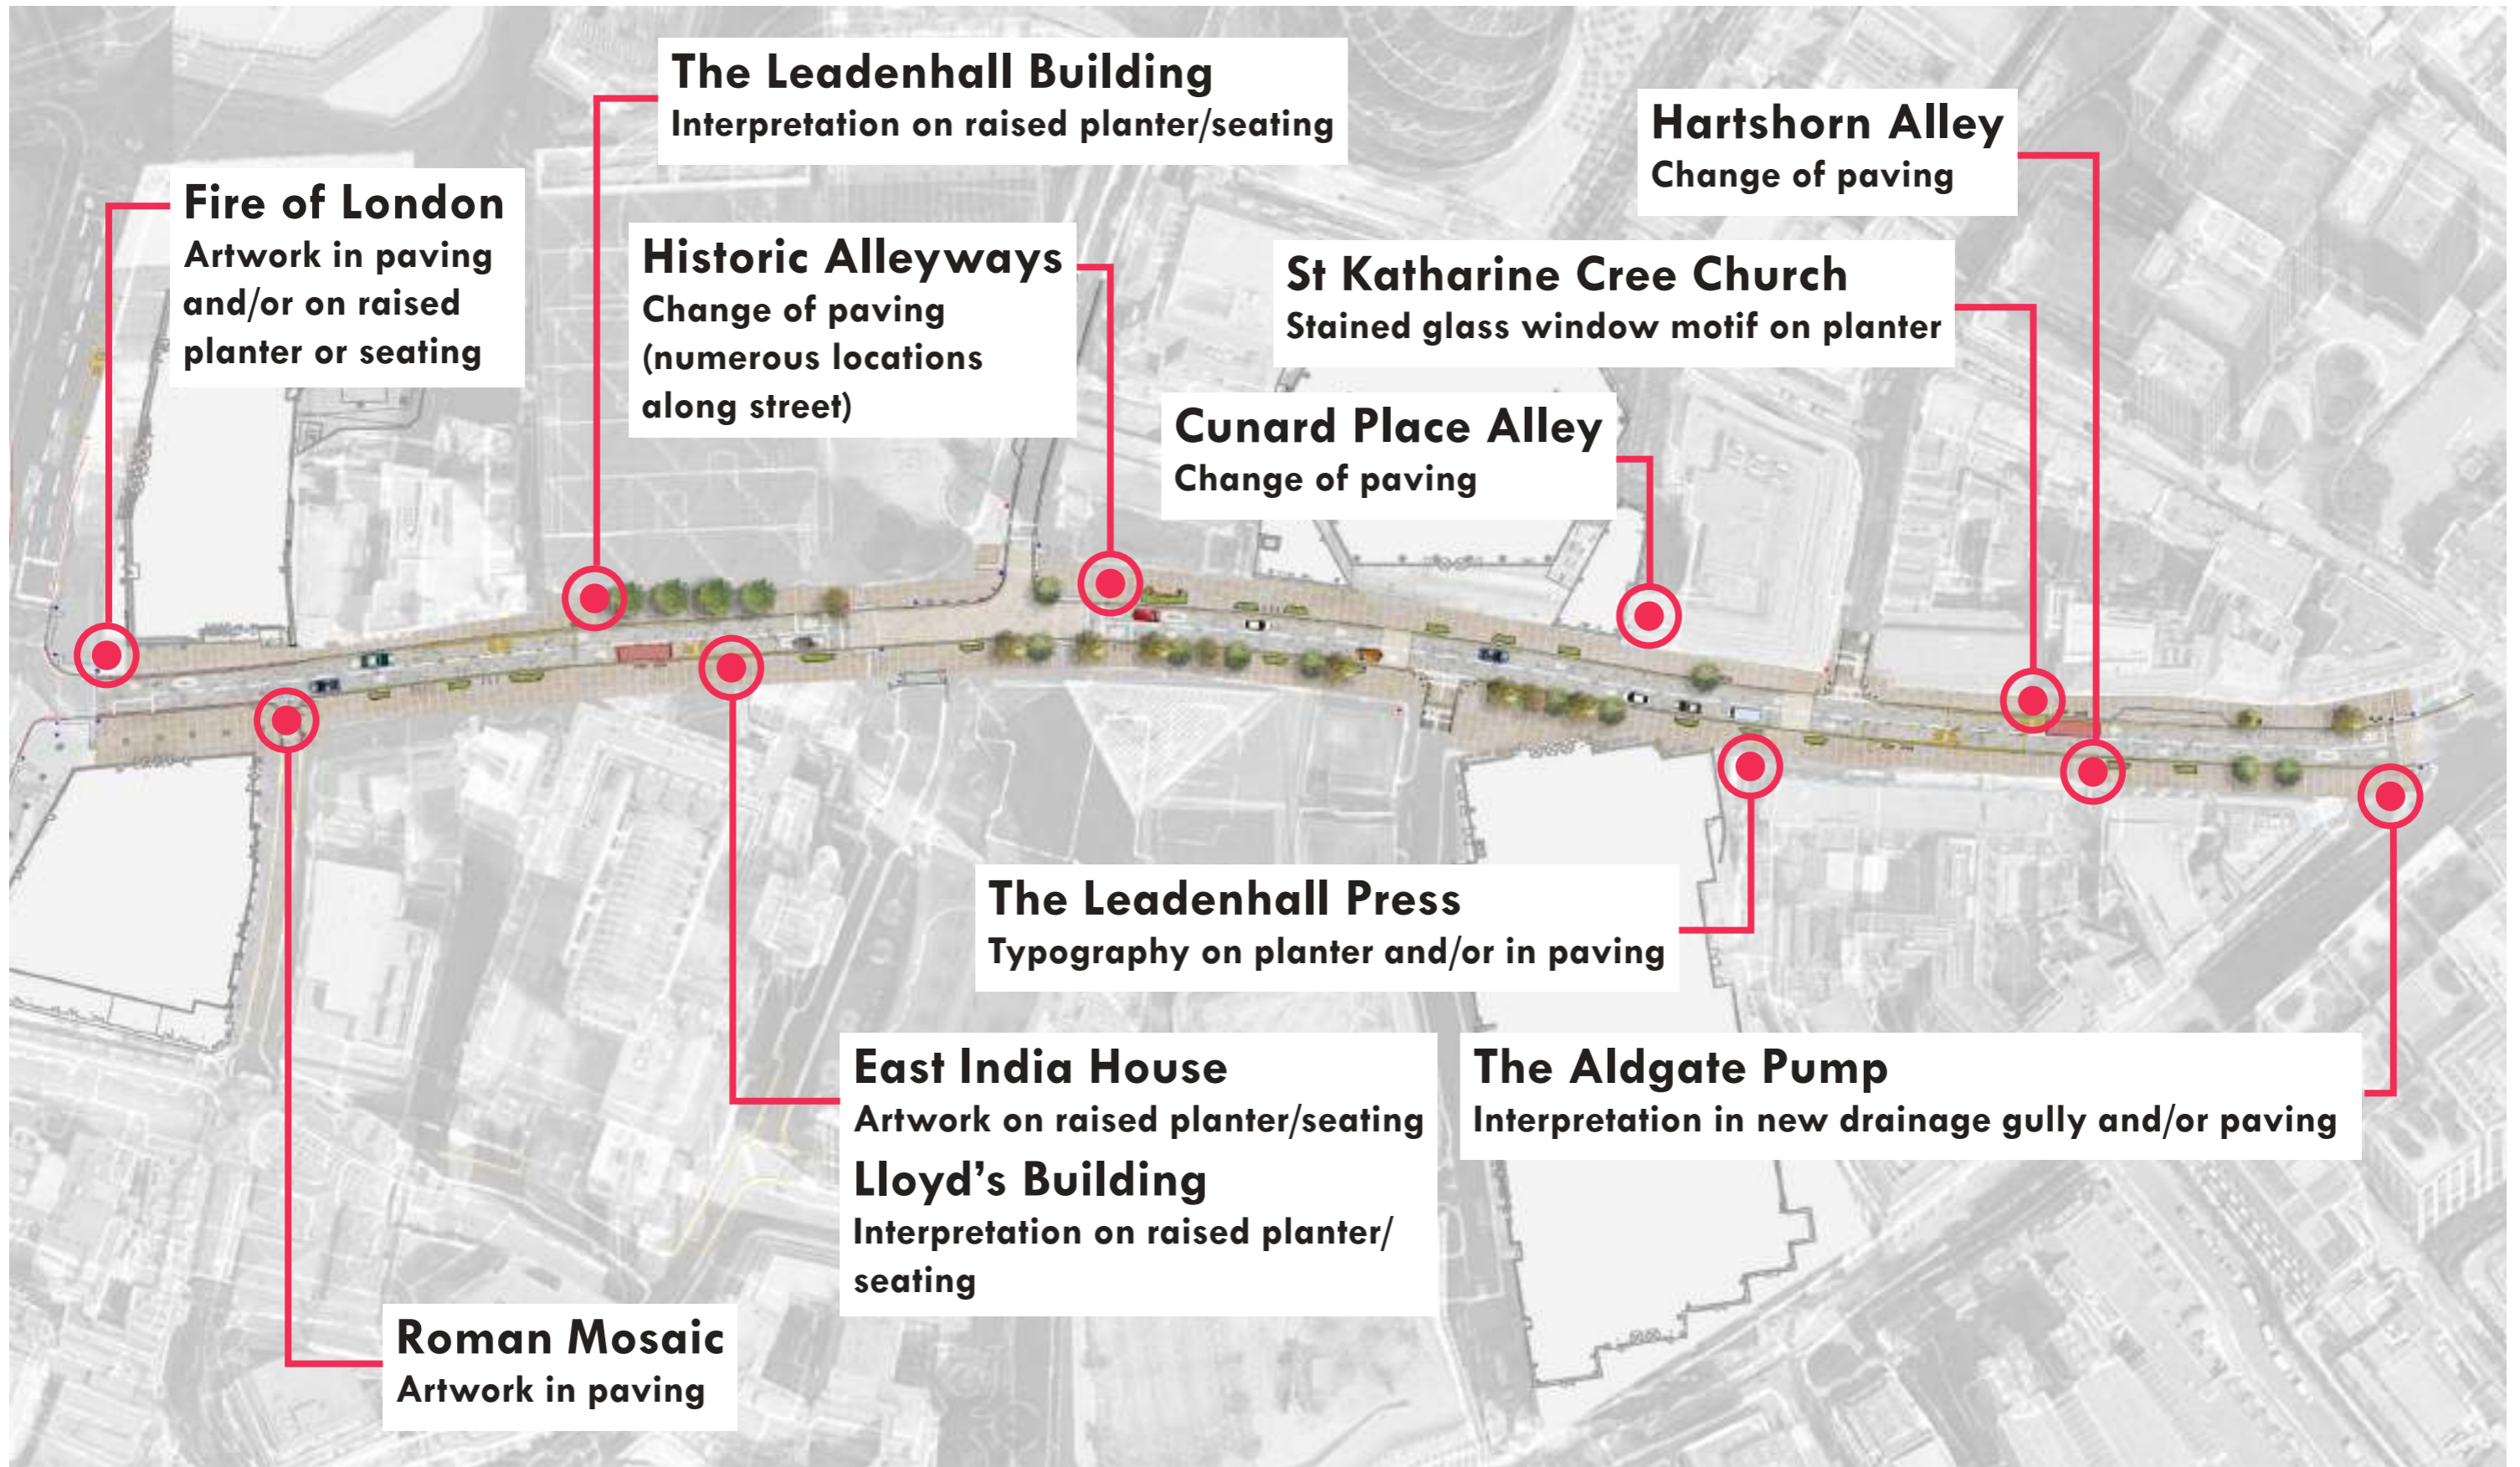 The Leadenhall Building
Interpretation on raised planter/seating
Hartshorn Alley
Change of paving
Fire of London
Artwork in paving
and/or on raised
planter or seating
Historic Alleyways
Change of paving
(numerous locations
along street)
St Katharine Cree Church
Stained glass window motif on planter
Cunard Place Alley
Change of paving
The Leadenhall Press
Typography on planter and/or in paving
East India House
Artwork on raised planter/seating
Lloyd’s Building
Interpretation on raised planter/
seating
The Aldgate Pump
Interpretation in new drainage gully and/or paving
Roman Mosaic
Artwork in paving